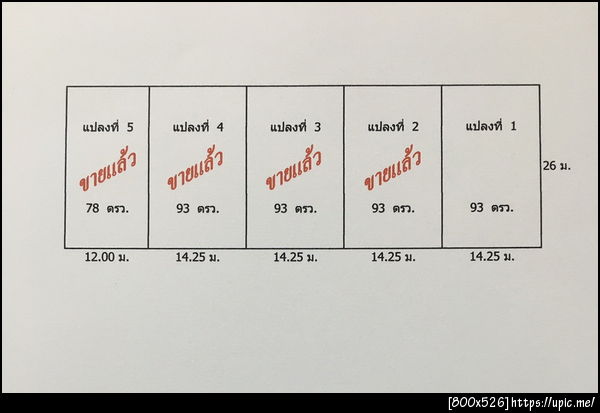 แปลงที่ 5 แปลงที่ 4 แปลงที่ 3 แปลงที่ 2 แปลงที่ 1
ขายแล้ว ขายแล้ว ขายแล้ว ขายแล้ว
26 ม.
78 ตรว. 93 ตรว. 93 ตรว. 93 ตรว. 93 ตรว.
12.00 ม. 14.25 ม. 14.25 ม. 14.25 ม. 14.25 ม.
[800x526]https://upic.me/